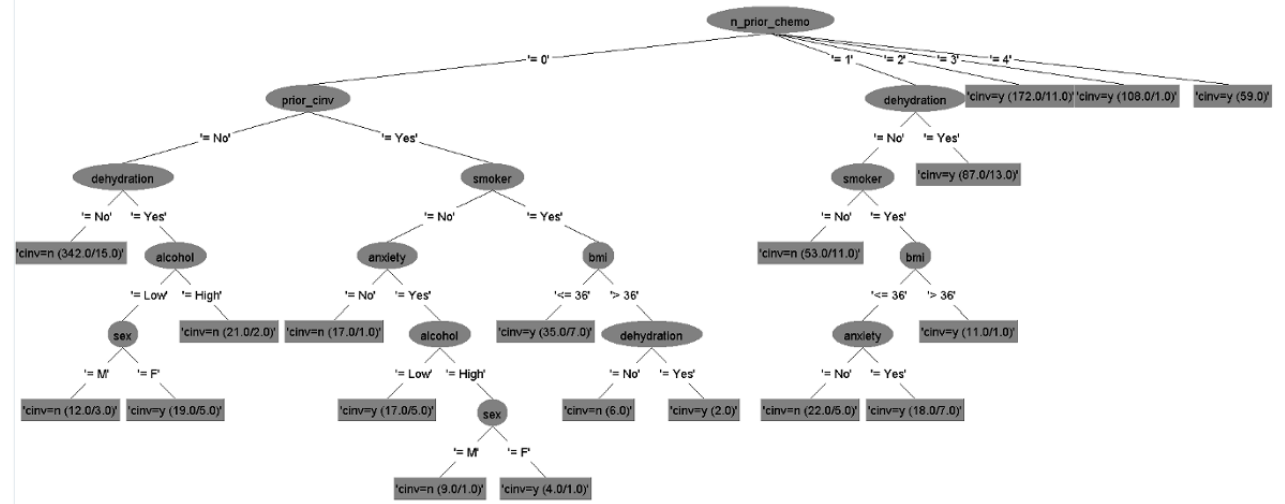 n_prior_chemo
'= 0' '= 1' '= 2' '= 3' '= 4'
prior_cinv dehydration 'cinv=y (172.0/11.0)' 'cinv=y (108.0/1.0)' 'cinv=y (59.0)'
'= No' '= Yes' '= No' '= Yes'
dehydration smoker smoker 'cinv=y (87.0/13.0)'
'= No' '= Yes' '= No' '= Yes' '= No' '= Yes'
'cinv=n (342.0/15.0)' alcohol anxiety bmi 'cinv=n (53.0/11.0)' bmi
'= Low' '= High' '= No' '= Yes' '<= 36' '> 36' '<= 36' '> 36'
sex 'cinv=n (21.0/2.0)' 'cinv=n (17.0/1.0)' alcohol 'cinv=y (35.0/7.0)' dehydration anxiety 'cinv=y (11.0/1.0)'
'= M' '= F' '= Low' '= High' '= No' '= Yes' '= No' '= Yes'
'cinv=n (12.0/3.0)' 'cinv=y (19.0/5.0)' 'cinv=y (17.0/5.0)' sex 'cinv=n (6.0)' 'cinv=y (2.0)' 'cinv=n (22.0/5.0)' 'cinv=y (18.0/7.0)'
'= M' '= F'
'cinv=n (9.0/1.0)' 'cinv=y (4.0/1.0)'